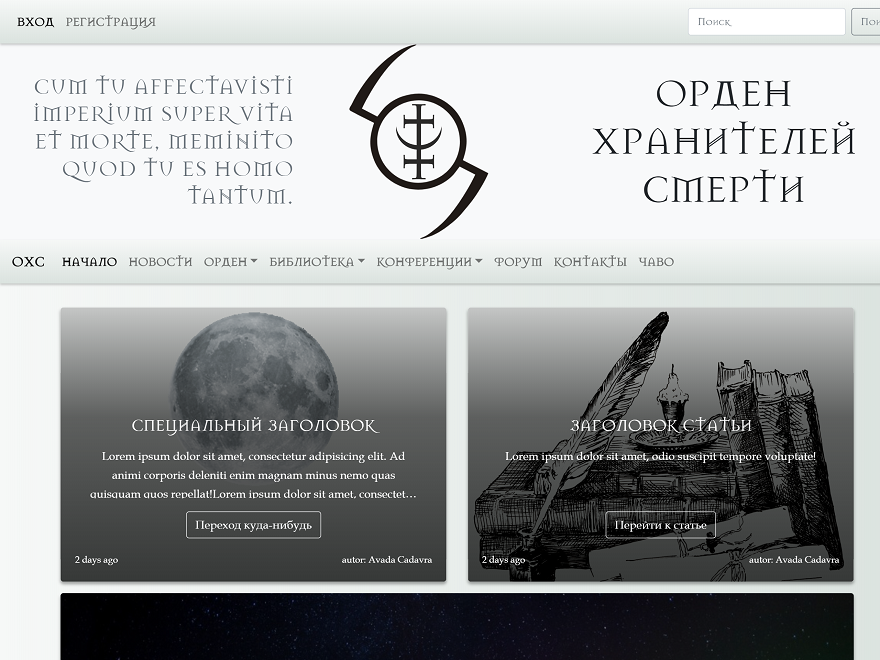 ВХОД РЕГИСТРАЦИЯ Поиск
CUM TU AFFECTAVISTI
IMPERIUM SUPER VITA
ET MORTE, MEMINITO
QUOD TU ES HOMO
TANTUM.
ОРДЕН
ХРАНИТЕЛЕЙ
СМЕРТИ
ОХС НАЧАЛО НОВОСТИ ОРДЕН БИБЛИОТЕКА КОНФЕРЕНЦИИ ФОРУМ КОНТАКТЫ ЧАВО
СПЕЦИАЛЬНЫЙ ЗАГОЛОВОК
Lorem ipsum dolor sit amet, consectetur adipisicing elit. Ad
animi corporis deleniti enim magnam minus nemo quas
quisquam quos repellat!Lorem ipsum dolor sit amet, consectet…
Переход куда-нибудь
2 days ago autor: Avada Cadavra
ЗАГОЛОВОК СТАТЬИ
Lorem ipsum dolor sit amet, odio suscipit tempore voluptate!
Перейти к статье
2 days ago autor: Avada Cadavra